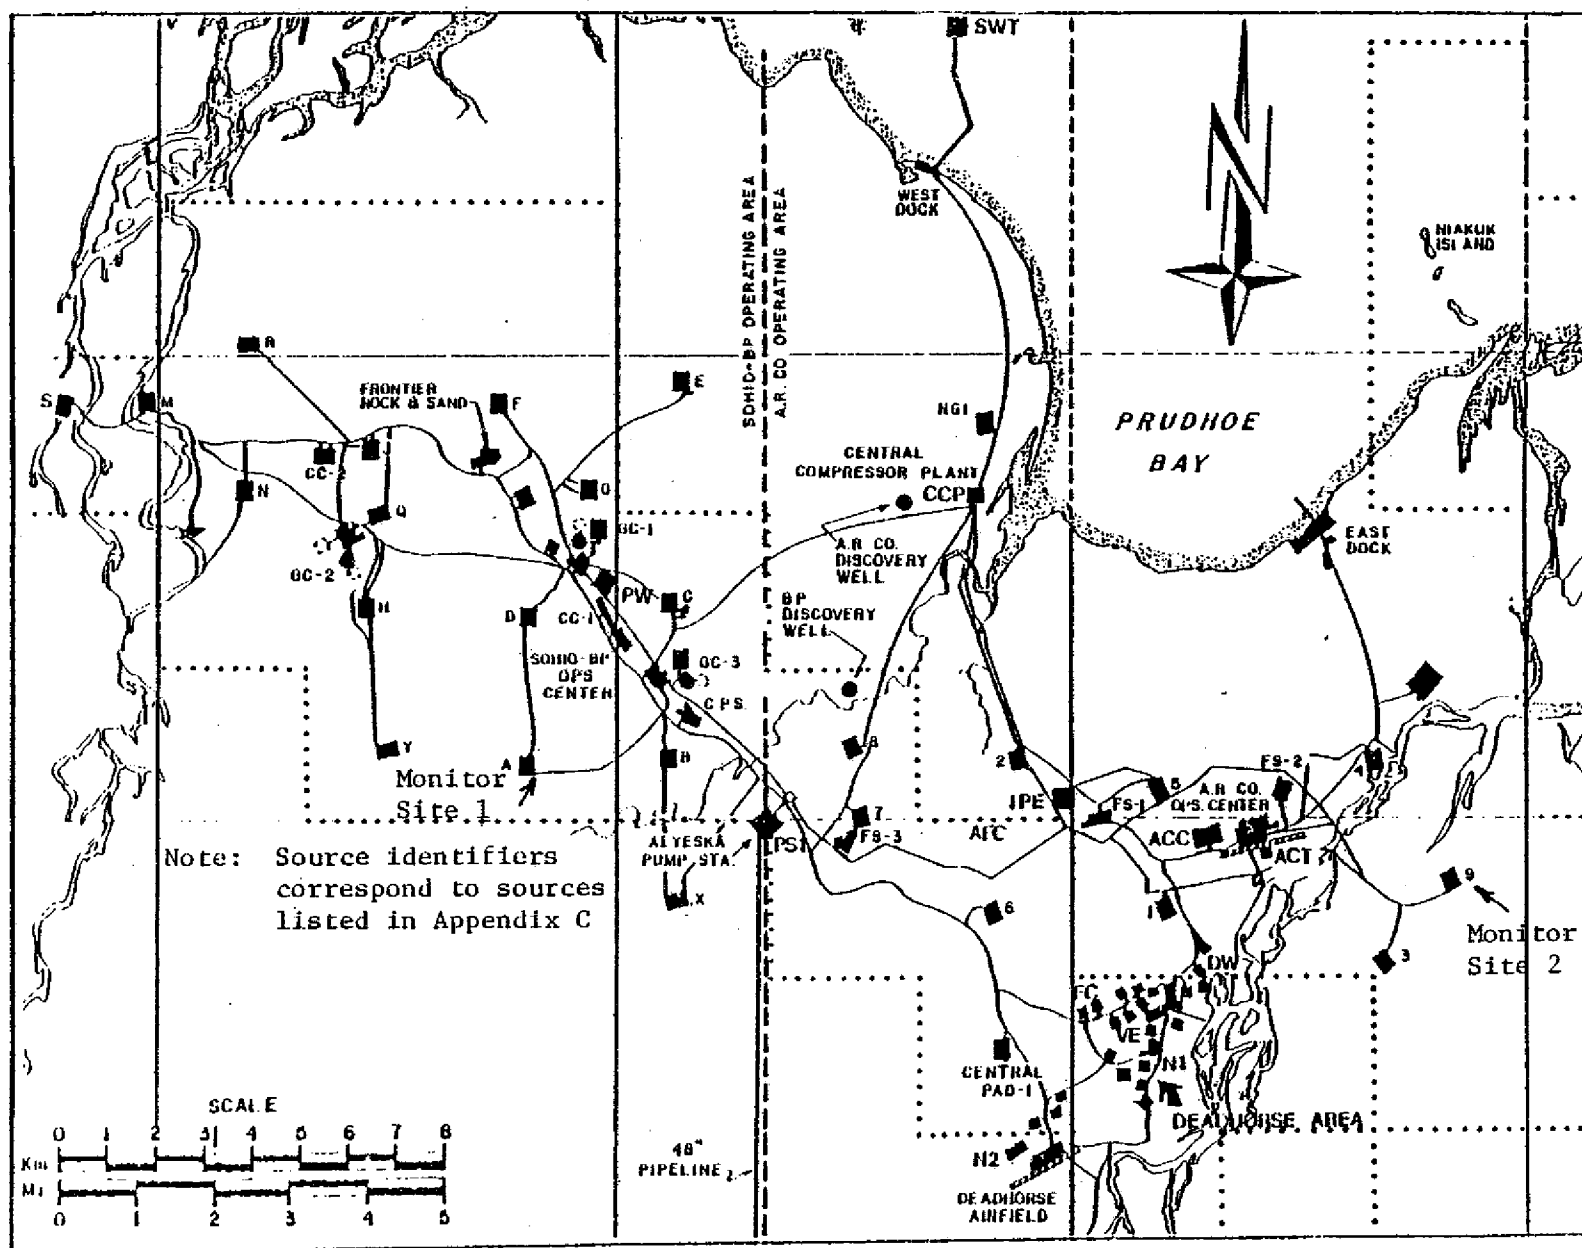 SWT
WEST
DOCK
SOHIO-BP OPERATING AREA
A.R. CO OPERATING AREA
N
NIAKUK
ISLAND
R
S
M
FRONTIER
ROCK & SAND
F
E
NGI
PRUDHOE
BAY
CENTRAL
COMPRESSOR PLANT
CCP
N
Q
GC-1
GC-2
A.R CO.
DISCOVERY
WELL
EAST
DOCK
H
D
CC-1
PW
C
BP
DISCOVERY
WELL
SOHIO-BP
OPS
CENTER
GC-3
C.P.S.
Y
A
B
8
2
5
FS-2
4
Monitor
Site 1
ALYESKA
PUMP STA.
PS1
7
FS-3
AFC
IPE
FS-1
A.R CO.
OPS. CENTER
ACC
ACT
9
Note: Source identifiers
correspond to sources
listed in Appendix C
X
6
1
3
Monitor
Site 2
DW
FC
VE
N1
CENTRAL
PAD-1
DEADHORSE AREA
N2
DEADHORSE
AIRFIELD
48"
PIPELINE
SCALE
0 1 2 3 4 5 6 7 8
Km
Mi
0 1 2 3 4 5